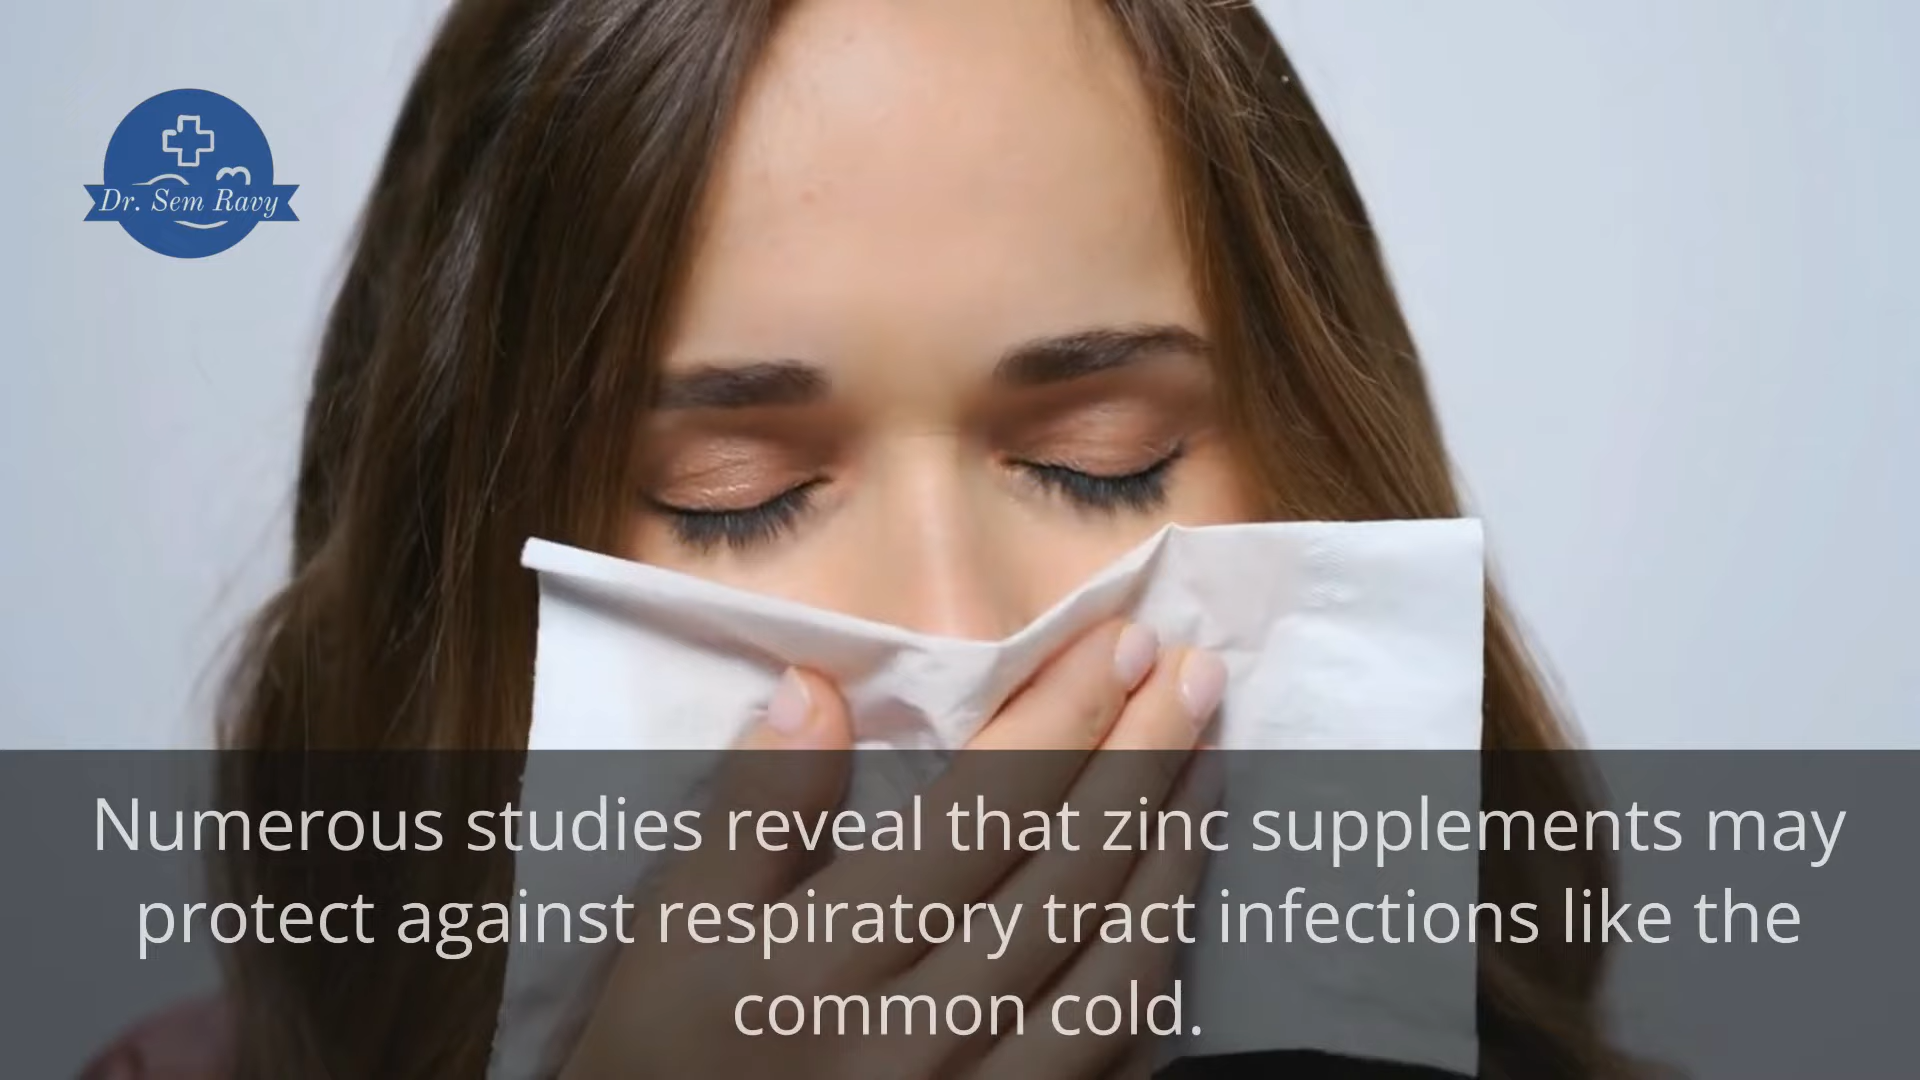 Dr. Sem Ravy
Numerous studies reveal that zinc supplements may
protect against respiratory tract infections like the
common cold.